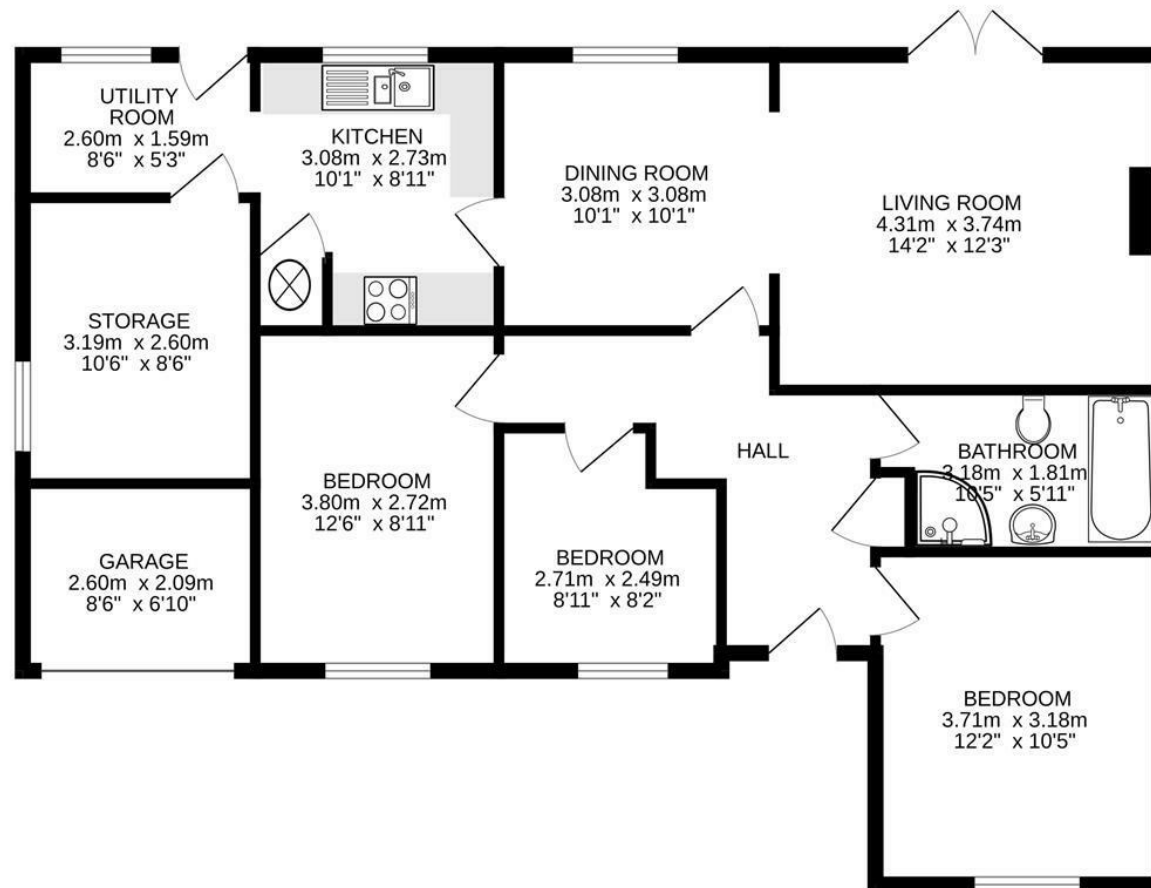 UTILITY
ROOM
2.60m x 1.59m
8'6" x 5'3"
KITCHEN
3.08m x 2.73m
10'1" x 8'11"
DINING ROOM
3.08m x 3.08m
10'1" x 10'1"
LIVING ROOM
4.31m x 3.74m
14'2" x 12'3"
STORAGE
3.19m x 2.60m
10'6" x 8'6"
HALL
BATHROOM
3.18m x 1.81m
10'5" x 5'11"
BEDROOM
3.80m x 2.72m
12'6" x 8'11"
GARAGE
2.60m x 2.09m
8'6" x 6'10"
BEDROOM
2.71m x 2.49m
8'11" x 8'2"
BEDROOM
3.71m x 3.18m
12'2" x 10'5"